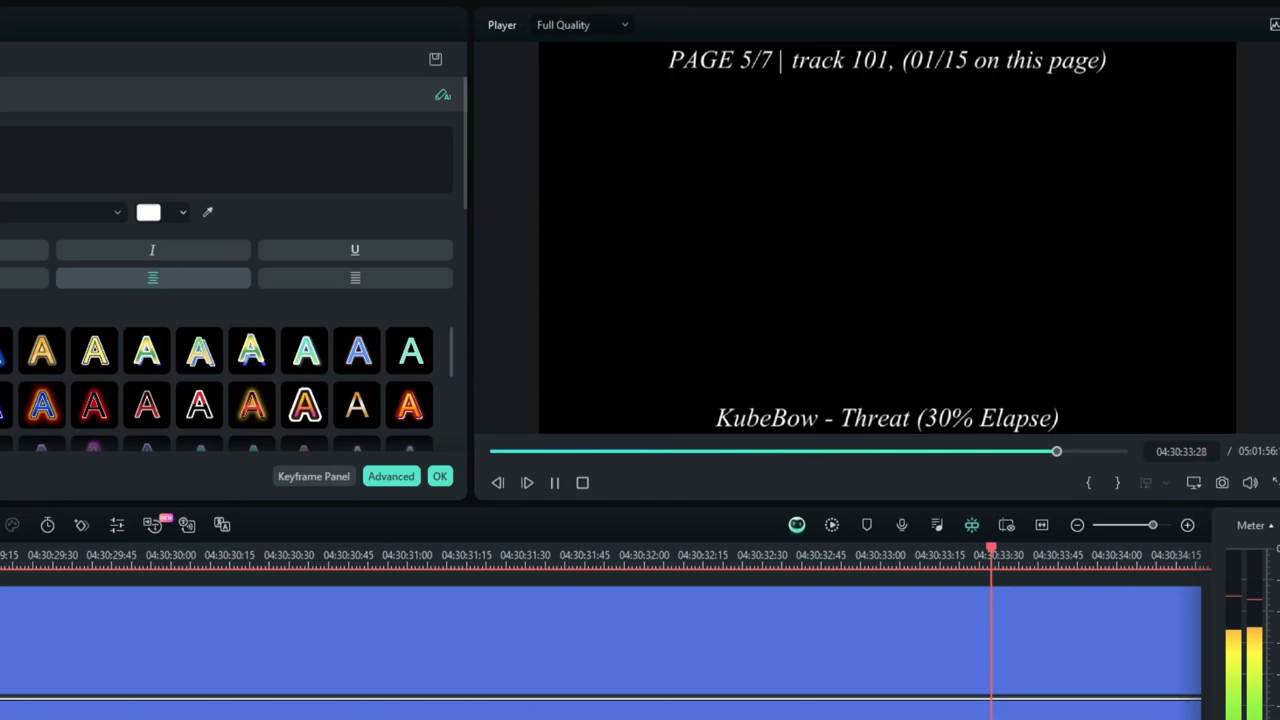 Player Full Quality
PAGE 5/7 | track 101, (01/15 on this page)
AI
I U
A A A A A A A A
A A A A A A A A
KubeBow - Threat (30% Elapse)
04:30:33:28 / 05:01:56:
Keyframe Panel Advanced OK
{ }
NEW
Meter
9:15 04:30:29:30 04:30:29:45 04:30:30:00 04:30:30:15 04:30:30:30 04:30:30:45 04:30:31:00 04:30:31:15 04:30:31:30 04:30:31:45 04:30:32:00 04:30:32:15 04:30:32:30 04:30:32:45 04:30:33:00 04:30:33:15 04:30:33:30 04:30:33:45 04:30:34:00 04:30:34:15